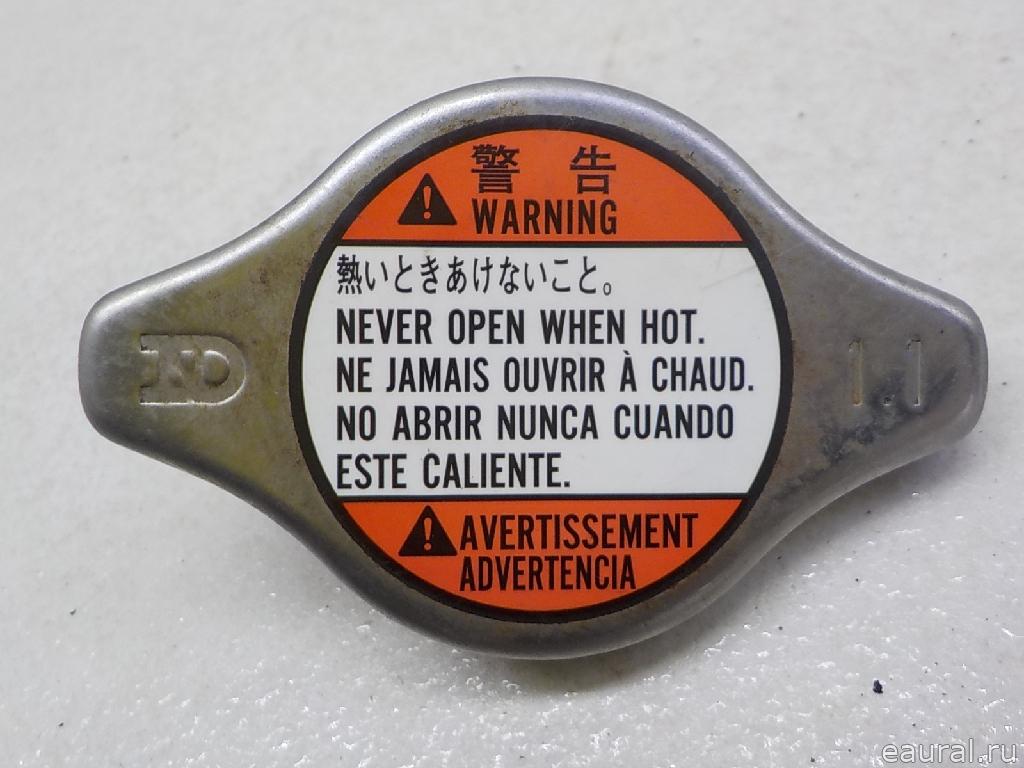 警 告
WARNING
熱いときあけないこと。
NEVER OPEN WHEN HOT.
NE JAMAIS OUVRIR À CHAUD.
NO ABRIR NUNCA CUANDO
ESTE CALIENTE.
AVERTISSEMENT
ADVERTENCIA
ND
1.1
eaural.ru